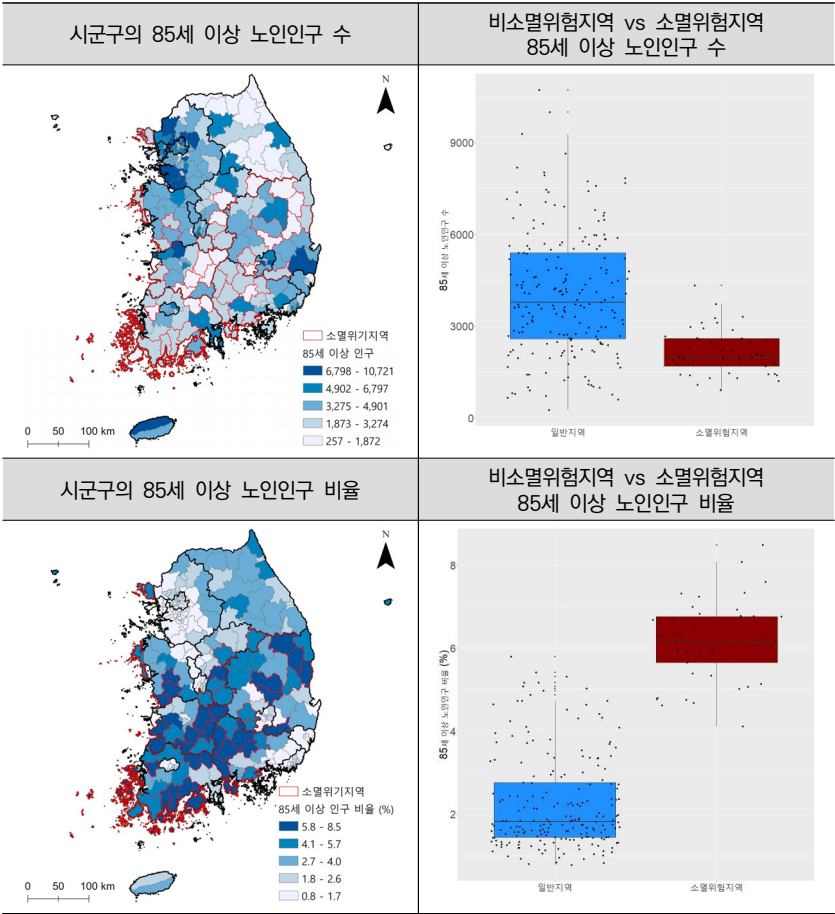 시군구의 85세 이상 노인인구 수
비소멸위험지역 vs 소멸위험지역
85세 이상 노인인구 수
N
소멸위기지역
85세 이상 인구
6,798 - 10,721
4,902 - 6,797
3,275 - 4,901
1,873 - 3,274
257 - 1,872
0 50 100 km
85세 이상 노인인구 수
9000
6000
3000
0
일반지역 소멸위험지역
시군구의 85세 이상 노인인구 비율
비소멸위험지역 vs 소멸위험지역
85세 이상 노인인구 비율
N
소멸위기지역
85세 이상 인구 비율 (%)
5.8 - 8.5
4.1 - 5.7
2.7 - 4.0
1.8 - 2.6
0.8 - 1.7
0 50 100 km
85세 이상 노인인구 비율 (%)
8
6
4
2
일반지역 소멸위험지역